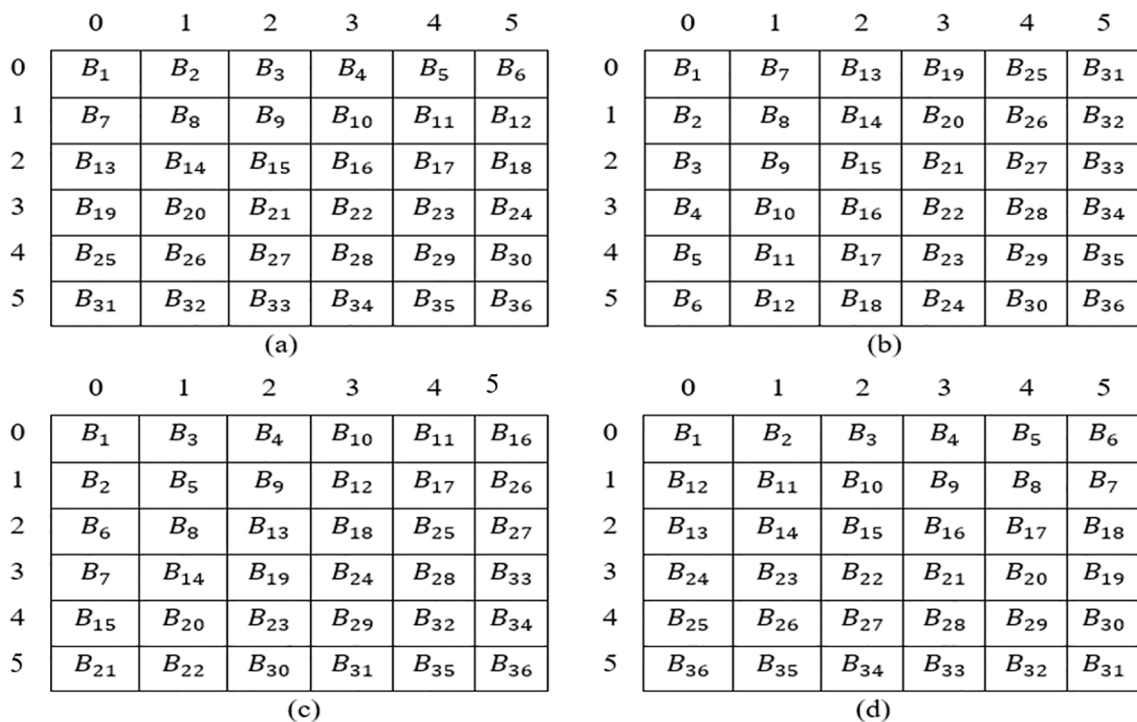 0 1 2 3 4 5
0 B₁ B₂ B₃ B₄ B₅ B₆
1 B₇ B₈ B₉ B₁₀ B₁₁ B₁₂
2 B₁₃ B₁₄ B₁₅ B₁₆ B₁₇ B₁₈
3 B₁₉ B₂₀ B₂₁ B₂₂ B₂₃ B₂₄
4 B₂₅ B₂₆ B₂₇ B₂₈ B₂₉ B₃₀
5 B₃₁ B₃₂ B₃₃ B₃₄ B₃₅ B₃₆
(a)
0 1 2 3 4 5
0 B₁ B₇ B₁₃ B₁₉ B₂₅ B₃₁
1 B₂ B₈ B₁₄ B₂₀ B₂₆ B₃₂
2 B₃ B₉ B₁₅ B₂₁ B₂₇ B₃₃
3 B₄ B₁₀ B₁₆ B₂₂ B₂₈ B₃₄
4 B₅ B₁₁ B₁₇ B₂₃ B₂₉ B₃₅
5 B₆ B₁₂ B₁₈ B₂₄ B₃₀ B₃₆
(b)
0 1 2 3 4 5
0 B₁ B₃ B₄ B₁₀ B₁₁ B₁₆
1 B₂ B₅ B₉ B₁₂ B₁₇ B₂₆
2 B₆ B₈ B₁₃ B₁₈ B₂₅ B₂₇
3 B₇ B₁₄ B₁₉ B₂₄ B₂₈ B₃₃
4 B₁₅ B₂₀ B₂₃ B₂₉ B₃₂ B₃₄
5 B₂₁ B₂₂ B₃₀ B₃₁ B₃₅ B₃₆
(c)
0 1 2 3 4 5
0 B₁ B₂ B₃ B₄ B₅ B₆
1 B₁₂ B₁₁ B₁₀ B₉ B₈ B₇
2 B₁₃ B₁₄ B₁₅ B₁₆ B₁₇ B₁₈
3 B₂₄ B₂₃ B₂₂ B₂₁ B₂₀ B₁₉
4 B₂₅ B₂₆ B₂₇ B₂₈ B₂₉ B₃₀
5 B₃₆ B₃₅ B₃₄ B₃₃ B₃₂ B₃₁
(d)